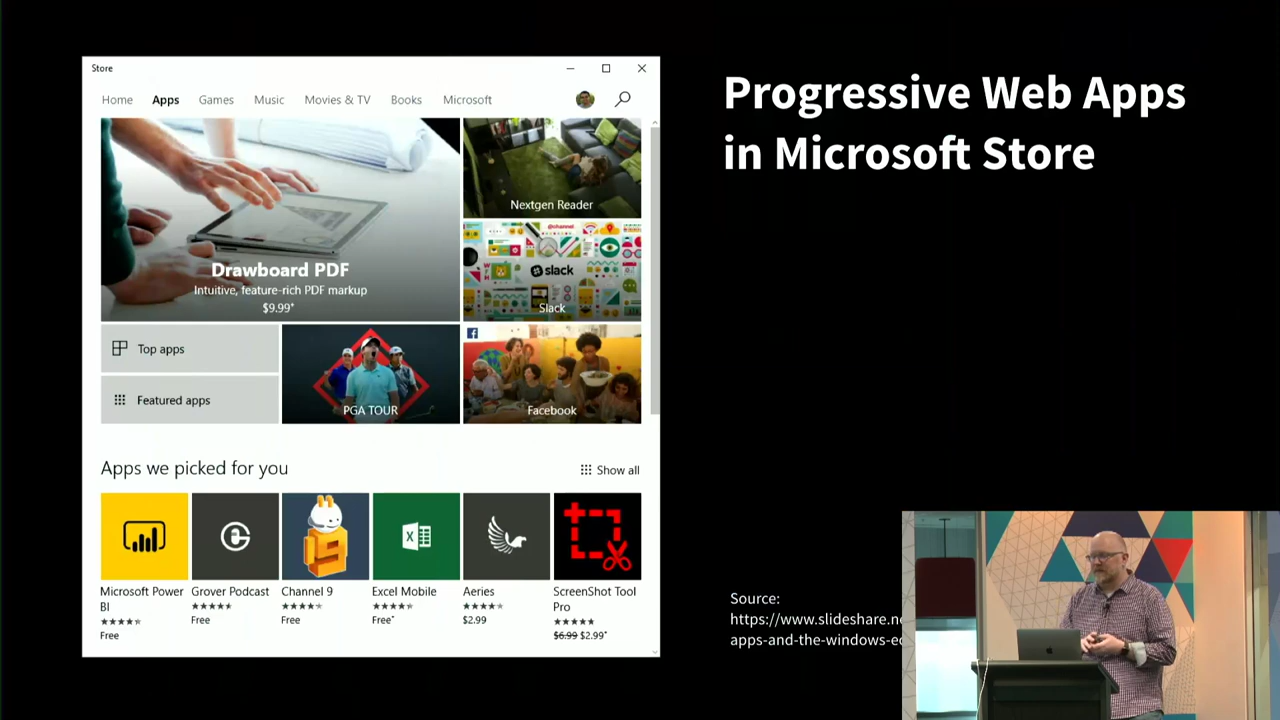 Store
Home Apps Games Music Movies & TV Books Microsoft
Drawboard PDF
Intuitive, feature-rich PDF markup
$9.99*
Nextgen Reader
@channel
slack
Slack
Top apps
Featured apps
PGA TOUR
Facebook
Apps we picked for you
Show all
Microsoft Power BI
Free
Grover Podcast
Free
9
Channel 9
Free
Excel Mobile
Free*
Aeries
$2.99
ScreenShot Tool Pro
$6.99 $2.99*
Progressive Web Apps
in Microsoft Store
Source:
https://www.slideshare.ne
apps-and-the-windows-ec